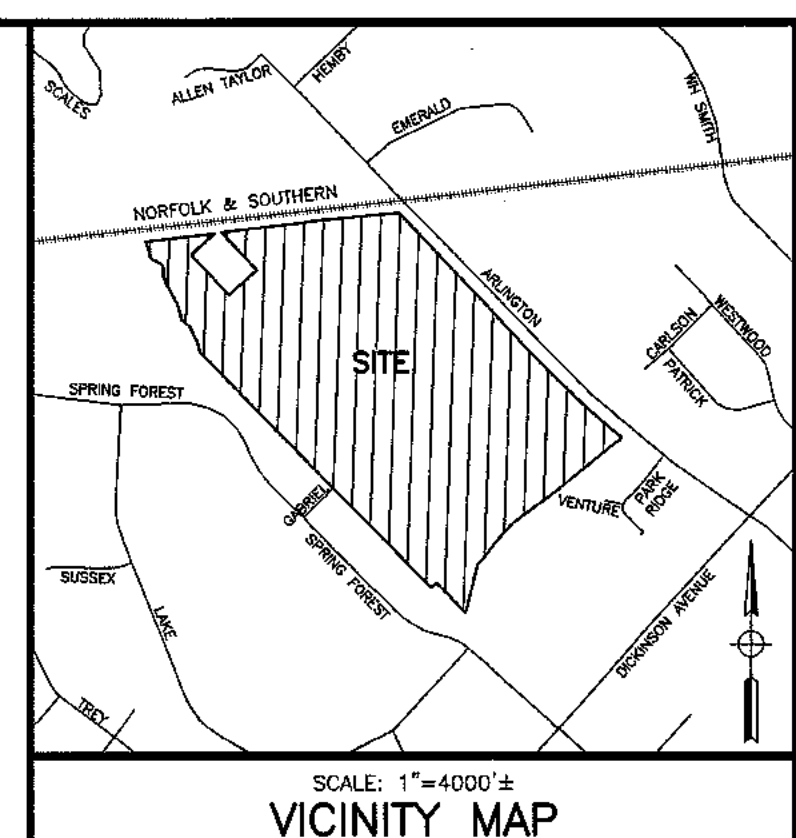 SCALES
ALLEN TAYLOR
HEMBY
EMERALD
WH SMITH
NORFOLK & SOUTHERN
ARLINGTON
SITE
CARLSON
WESTWOOD
PATRICK
SPRING FOREST
GABRIEL
VENTURE
PARK
RIDGE
SPRING FOREST
SUSSEX
LAKE
DICKINSON AVENUE
TREY
SCALE: 1"=4000'±
VICINITY MAP